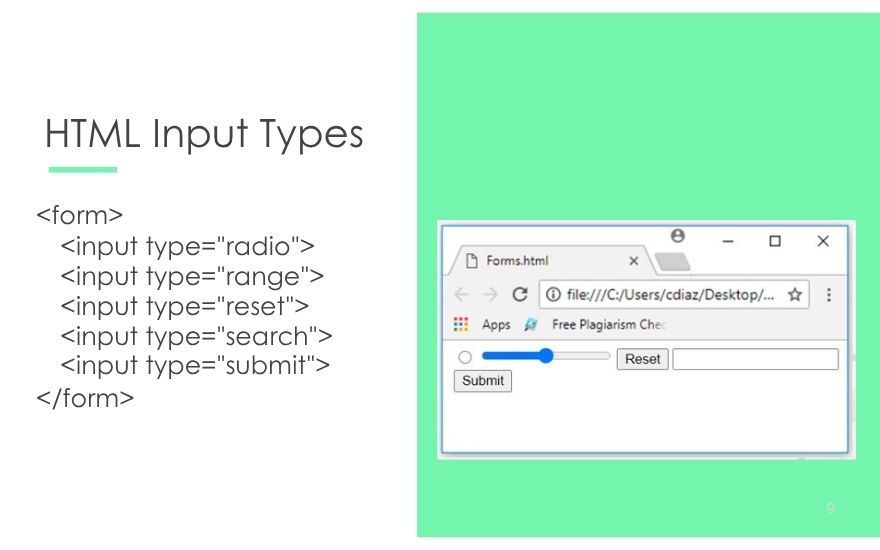 HTML Input Types
<form>
<input type="radio">
<input type="range">
<input type="reset">
<input type="search">
<input type="submit">
</form>
Forms.html
file:///C:/Users/cdiaz/Desktop/...
Apps Free Plagiarism Chec
Reset
Submit
9